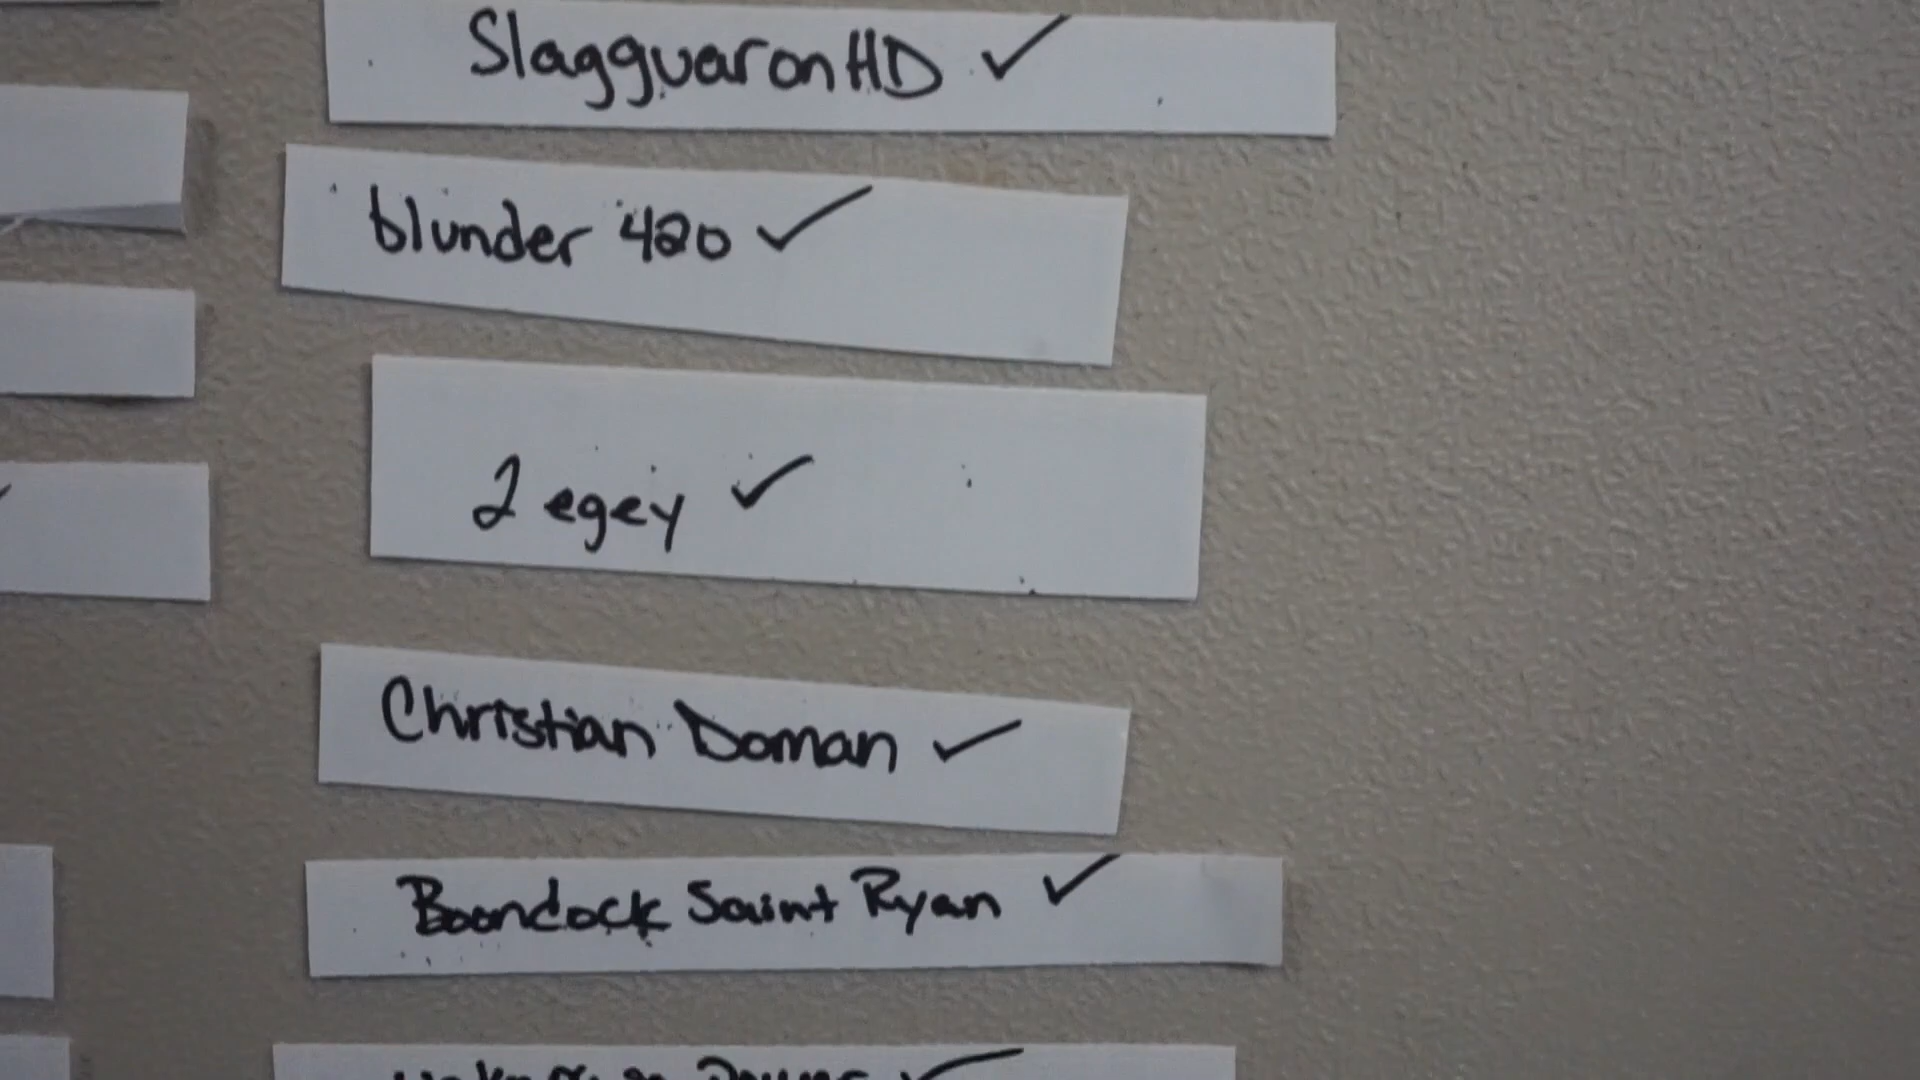 SlagguaronHD ✓
blunder 420 ✓
2 egey ✓
Christian Doman ✓
Boondock Saint Ryan ✓